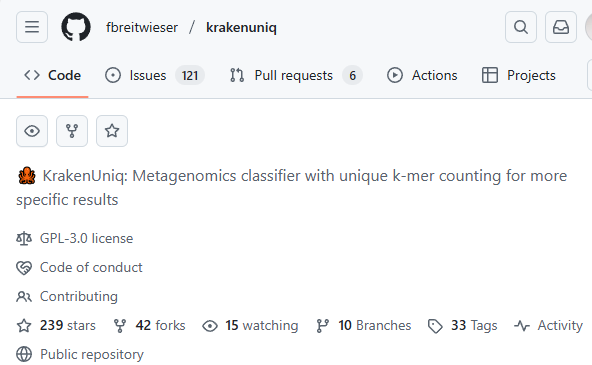 fbreitwieser / krakenuniq
Code Issues 121 Pull requests 6 Actions Projects
KrakenUniq: Metagenomics classifier with unique k-mer counting for more
specific results
GPL-3.0 license
Code of conduct
Contributing
239 stars 42 forks 15 watching 10 Branches 33 Tags Activity
Public repository